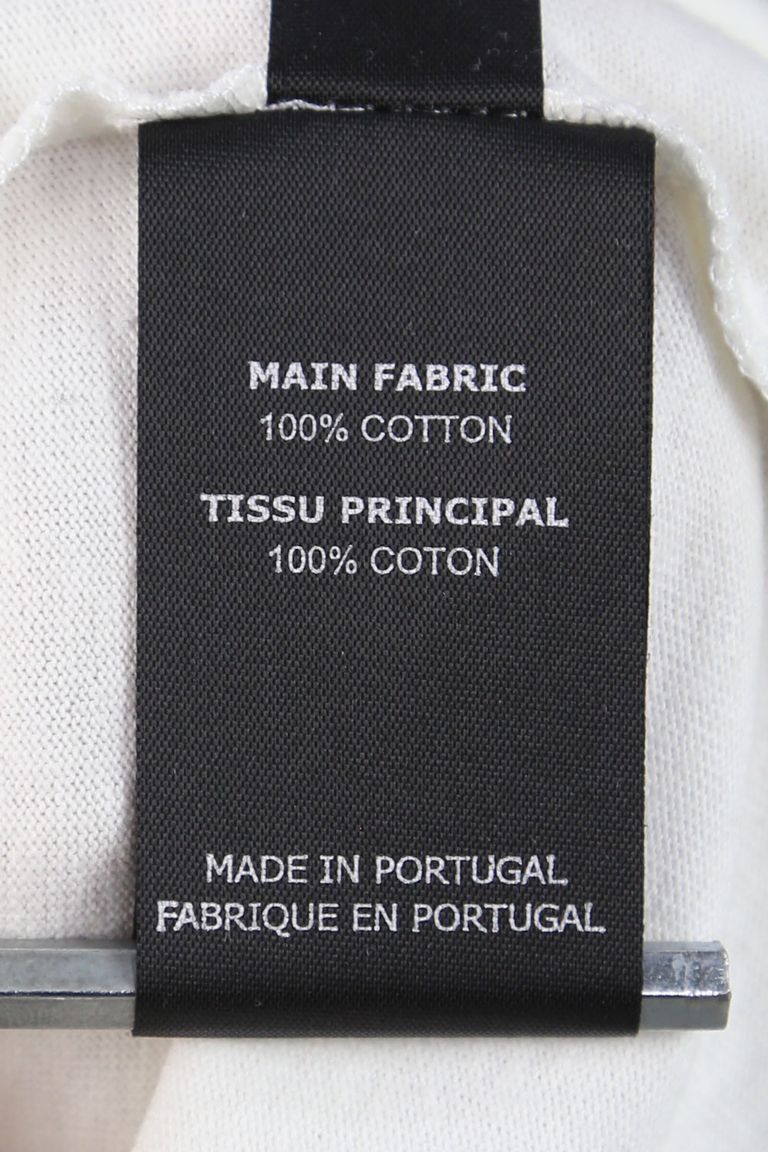 MAIN FABRIC
100% COTTON
TISSU PRINCIPAL
100% COTON
MADE IN PORTUGAL
FABRIQUE EN PORTUGAL